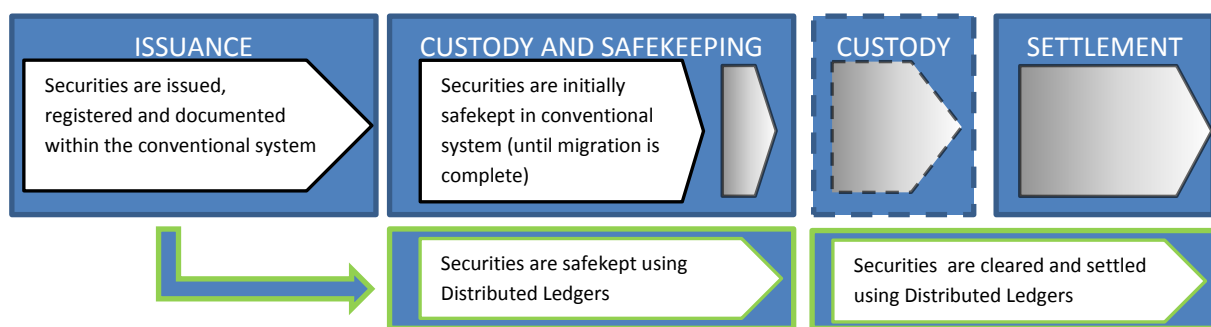 ISSUANCE
Securities are issued,
registered and documented
within the conventional system
CUSTODY AND SAFEKEEPING
Securities are initially
safekept in conventional
system (until migration is
complete)
CUSTODY
SETTLEMENT
Securities are safekept using
Distributed Ledgers
Securities  are cleared and settled
using Distributed Ledgers